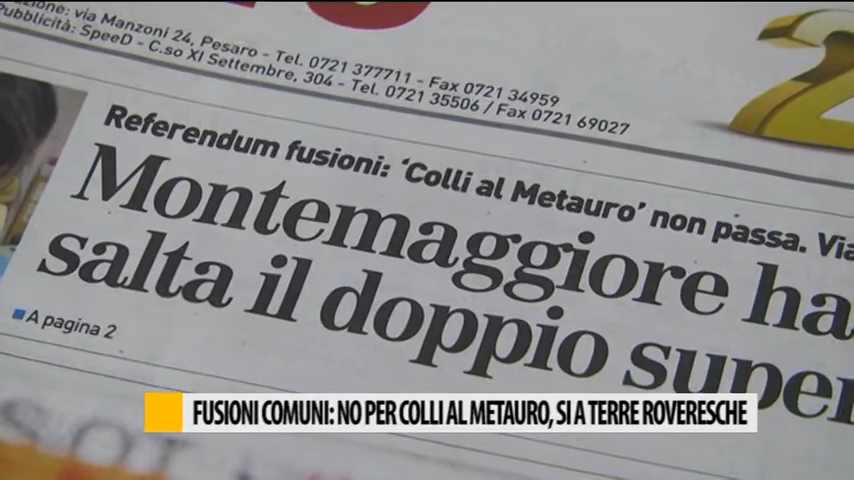 via Manzoni 24, Pesaro - Tel. 0721 377711 - Fax 0721 34959
Pubblicità: SpeeD - C.so XI Settembre, 304 - Tel. 0721 35506 / Fax 0721 69027
2
Referendum fusioni: 'Colli al Metauro' non passa. Via
Montemaggiore ha
salta il doppio super
A pagina 2
FUSIONI COMUNI: NO PER COLLI AL METAURO, SI A TERRE ROVERESCHE